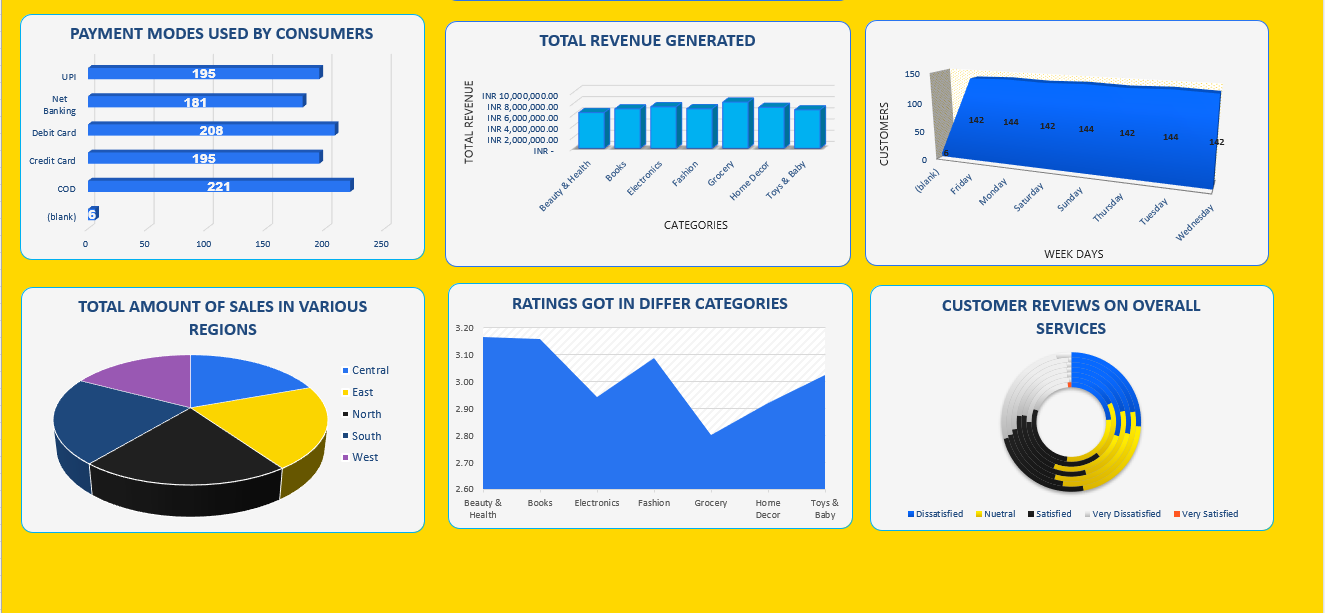 PAYMENT MODES USED BY CONSUMERS
UPI
195
Net
Banking
181
Debit Card
208
Credit Card
195
COD
221
(blank)
6
0 50 100 150 200 250
TOTAL REVENUE GENERATED
TOTAL REVENUE
INR 10,000,000.00
INR 8,000,000.00
INR 6,000,000.00
INR 4,000,000.00
INR 2,000,000.00
INR -
Beauty & Health
Books
Electronics
Fashion
Grocery
Home Decor
Toys & Baby
CATEGORIES
CUSTOMERS
150
100
50
0
6 142 144 142 144 142 144 142
(blank)
Friday
Monday
Saturday
Sunday
Thursday
Tuesday
Wednesday
WEEK DAYS
TOTAL AMOUNT OF SALES IN VARIOUS
REGIONS
Central
East
North
South
West
RATINGS GOT IN DIFFER CATEGORIES
3.20
3.10
3.00
2.90
2.80
2.70
2.60
Beauty &
Health
Books
Electronics
Fashion
Grocery
Home
Decor
Toys &
Baby
CUSTOMER REVIEWS ON OVERALL
SERVICES
Dissatisfied Nuetral Satisfied Very Dissatisfied Very Satisfied